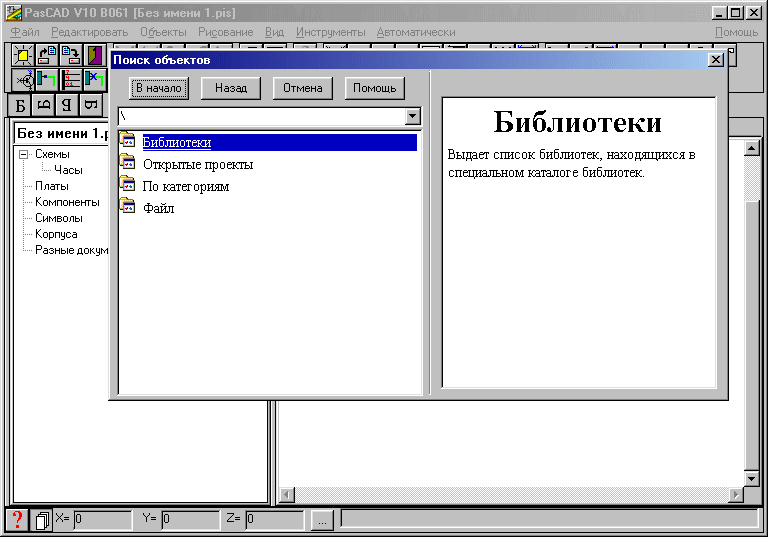 PasCAD V10 B061 [Без имени 1.pis]
Файл Редактировать Объекты Рисование Вид Инструменты Автоматически Помощь
Поиск объектов
В начало Назад Отмена Помощь
\
Библиотеки
Открытые проекты
По категориям
Файл
Библиотеки
Выдает список библиотек, находящихся в
специальном каталоге библиотек.
Без имени 1.p
Схемы
Часы
Платы
Компоненты
Символы
Корпуса
Разные докум
X= 0 Y= 0 Z= 0 ...